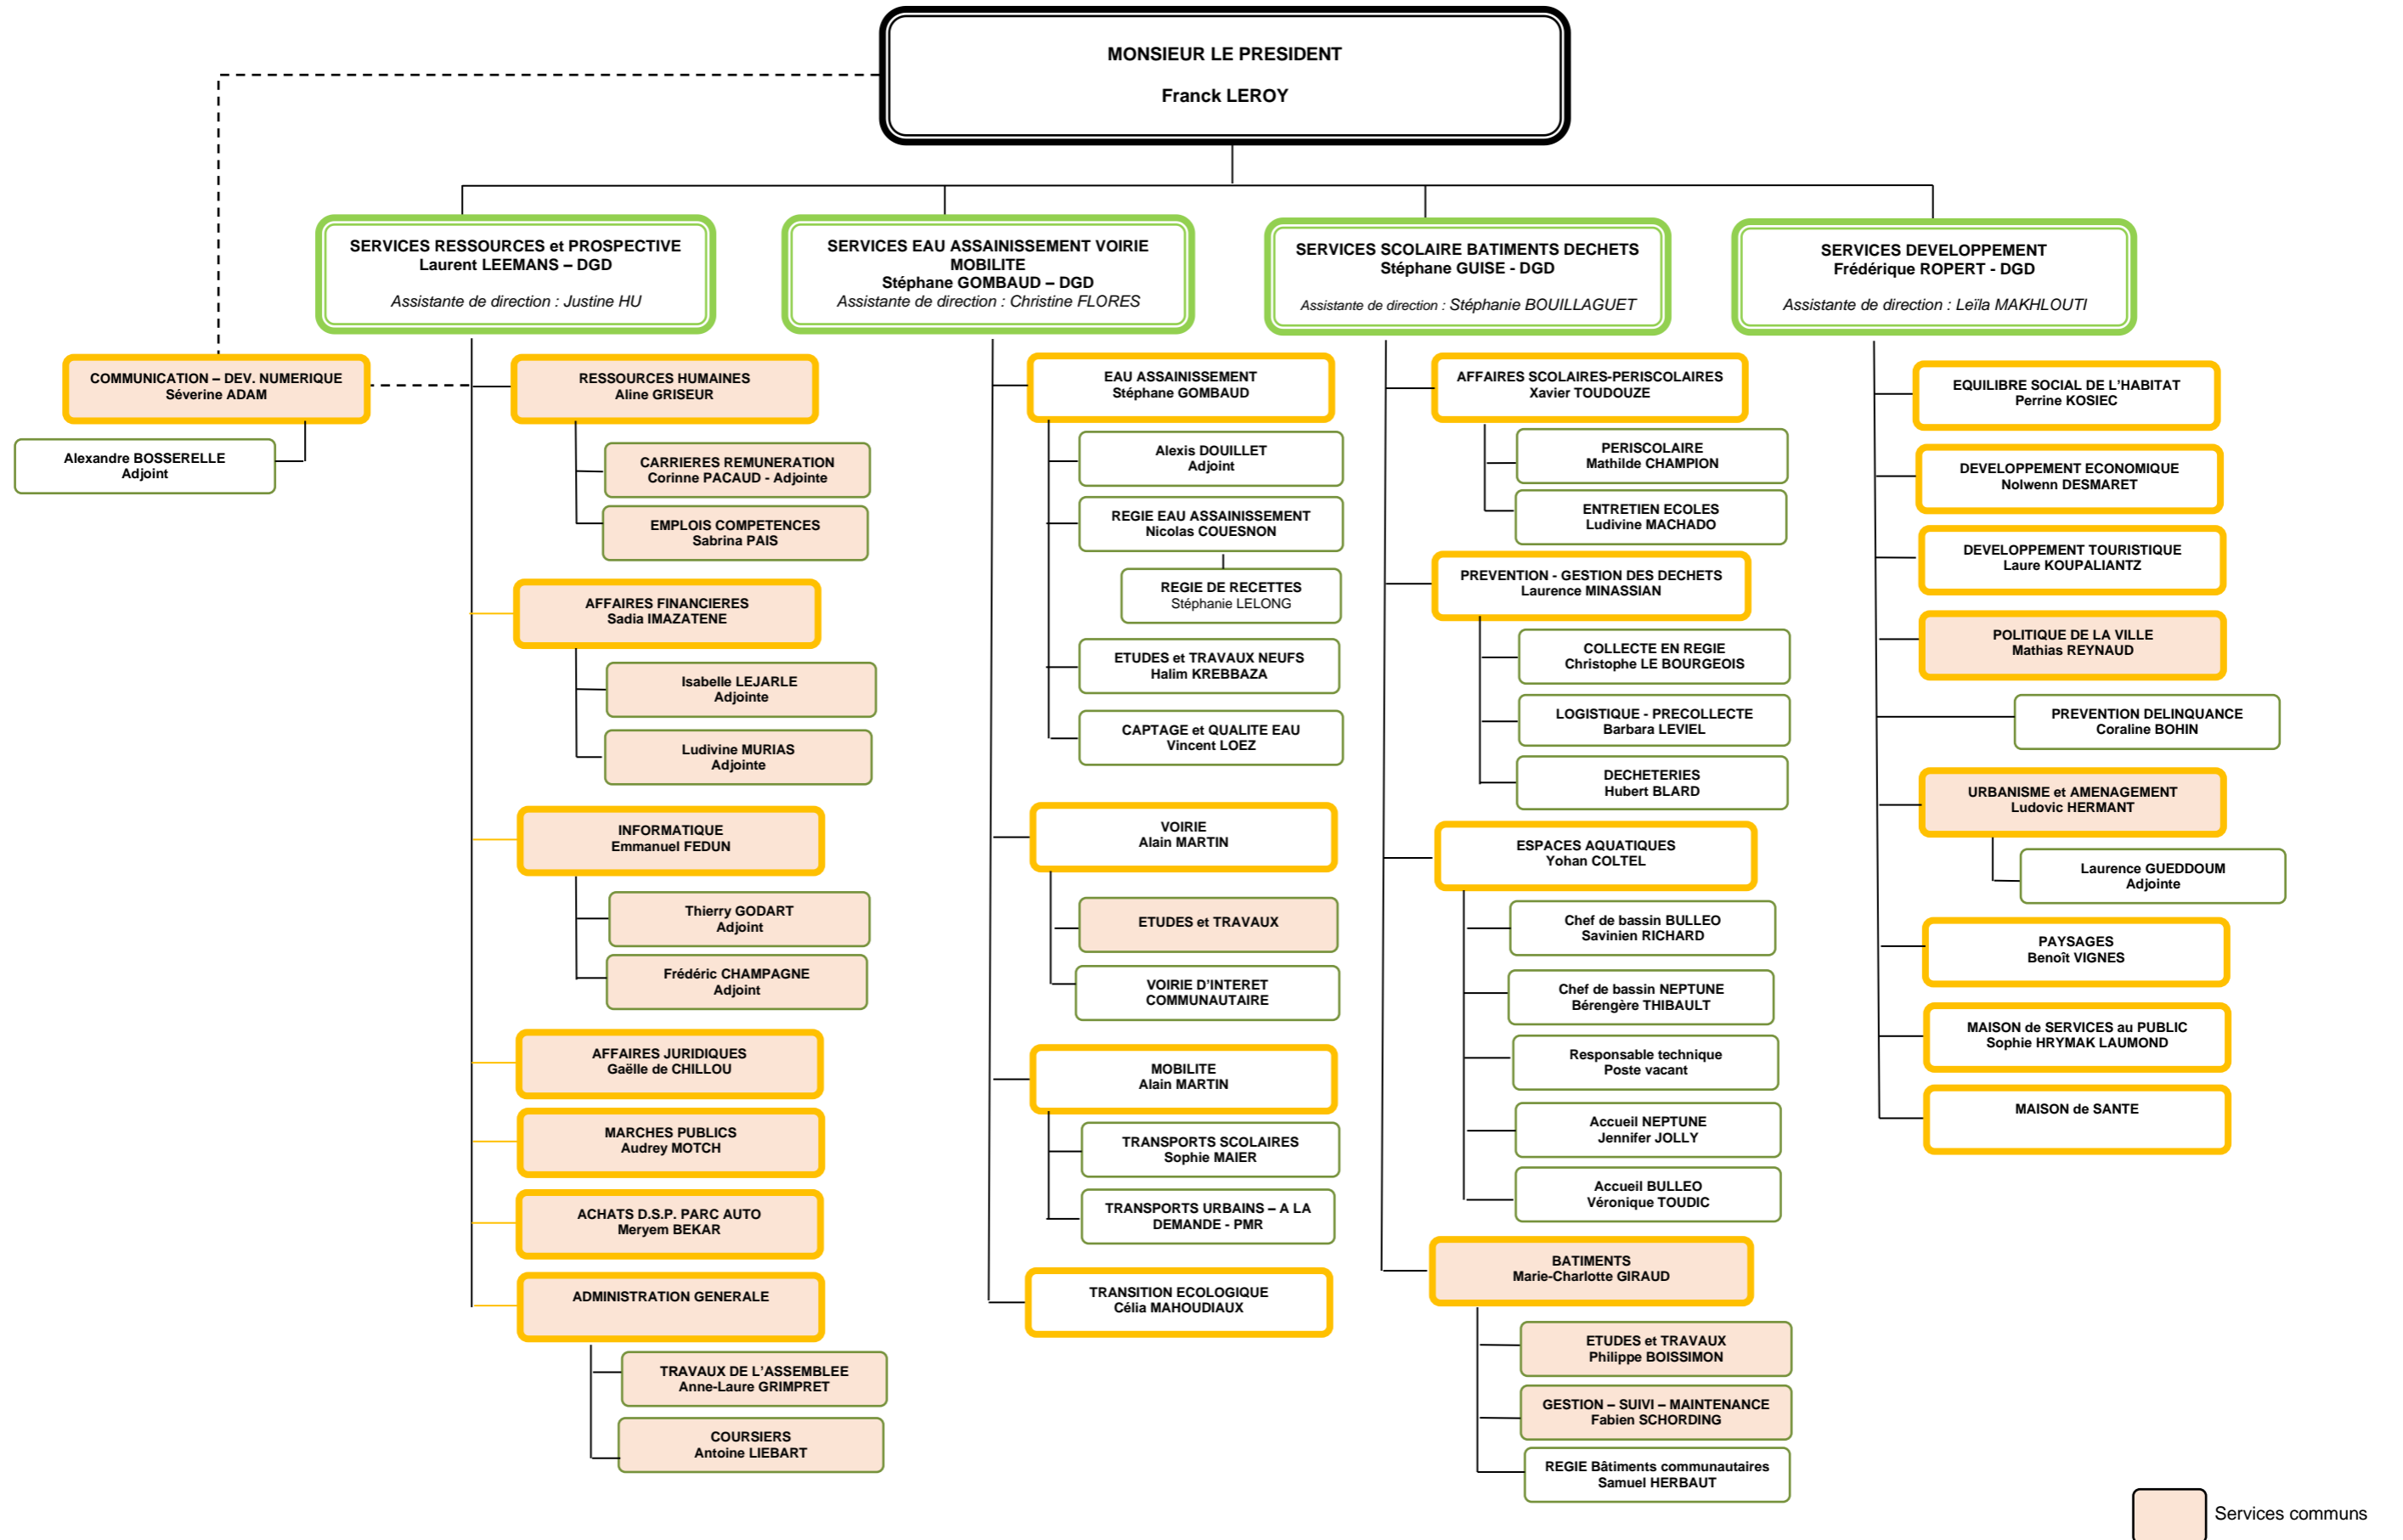 MONSIEUR LE PRESIDENT
Franck LEROY
SERVICES RESSOURCES et PROSPECTIVE
Laurent LEEMANS – DGD
Assistante de direction : Justine HU
SERVICES EAU ASSAINISSEMENT VOIRIE
MOBILITE
Stéphane GOMBAUD – DGD
Assistante de direction : Christine FLORES
SERVICES SCOLAIRE BATIMENTS DECHETS
Stéphane GUISE - DGD
Assistante de direction : Stéphanie BOUILLAGUET
SERVICES DEVELOPPEMENT
Frédérique ROPERT - DGD
Assistante de direction : Leïla MAKHLOUTI
COMMUNICATION – DEV. NUMERIQUE
Séverine ADAM
Alexandre BOSSERELLE
Adjoint
RESSOURCES HUMAINES
Aline GRISEUR
CARRIERES REMUNERATION
Corinne PACAUD - Adjointe
EMPLOIS COMPETENCES
Sabrina PAIS
AFFAIRES FINANCIERES
Sadia IMAZATENE
Isabelle LEJARLE
Adjointe
Ludivine MURIAS
Adjointe
INFORMATIQUE
Emmanuel FEDUN
Thierry GODART
Adjoint
Frédéric CHAMPAGNE
Adjoint
AFFAIRES JURIDIQUES
Gaëlle de CHILLOU
MARCHES PUBLICS
Audrey MOTCH
ACHATS D.S.P. PARC AUTO
Meryem BEKAR
ADMINISTRATION GENERALE
TRAVAUX DE L’ASSEMBLEE
Anne-Laure GRIMPRET
COURSIERS
Antoine LIEBART
EAU ASSAINISSEMENT
Stéphane GOMBAUD
Alexis DOUILLET
Adjoint
REGIE EAU ASSAINISSEMENT
Nicolas COUESNON
REGIE DE RECETTES
Stéphanie LELONG
ETUDES et TRAVAUX NEUFS
Halim KREBBAZA
CAPTAGE et QUALITE EAU
Vincent LOEZ
VOIRIE
Alain MARTIN
ETUDES et TRAVAUX
VOIRIE D’INTERET
COMMUNAUTAIRE
MOBILITE
Alain MARTIN
TRANSPORTS SCOLAIRES
Sophie MAIER
TRANSPORTS URBAINS – A LA
DEMANDE - PMR
TRANSITION ECOLOGIQUE
Célia MAHOUDIAUX
AFFAIRES SCOLAIRES-PERISCOLAIRES
Xavier TOUDOUZE
PERISCOLAIRE
Mathilde CHAMPION
ENTRETIEN ECOLES
Ludivine MACHADO
PREVENTION - GESTION DES DECHETS
Laurence MINASSIAN
COLLECTE EN REGIE
Christophe LE BOURGEOIS
LOGISTIQUE - PRECOLLECTE
Barbara LEVIEL
DECHETERIES
Hubert BLARD
ESPACES AQUATIQUES
Yohan COLTEL
Chef de bassin BULLEO
Savinien RICHARD
Chef de bassin NEPTUNE
Bérengère THIBAULT
Responsable technique
Poste vacant
Accueil NEPTUNE
Jennifer JOLLY
Accueil BULLEO
Véronique TOUDIC
BATIMENTS
Marie-Charlotte GIRAUD
ETUDES et TRAVAUX
Philippe BOISSIMON
GESTION – SUIVI – MAINTENANCE
Fabien SCHORDING
REGIE Bâtiments communautaires
Samuel HERBAUT
EQUILIBRE SOCIAL DE L’HABITAT
Perrine KOSIEC
DEVELOPPEMENT ECONOMIQUE
Nolwenn DESMARET
DEVELOPPEMENT TOURISTIQUE
Laure KOUPALIANTZ
POLITIQUE DE LA VILLE
Mathias REYNAUD
PREVENTION DELINQUANCE
Coraline BOHIN
URBANISME et AMENAGEMENT
Ludovic HERMANT
Laurence GUEDDOUM
Adjointe
PAYSAGES
Benoît VIGNES
MAISON de SERVICES au PUBLIC
Sophie HRYMAK LAUMOND
MAISON de SANTE
Services communs